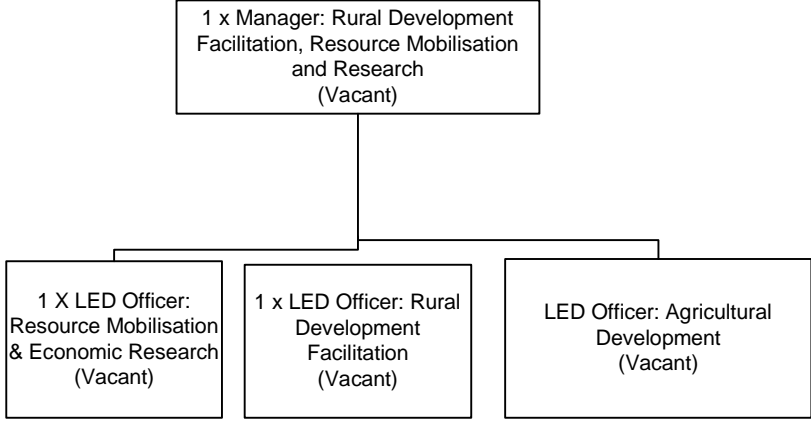 1 x Manager: Rural Development
Facilitation, Resource Mobilisation
and Research
(Vacant)
1 X LED Officer:
Resource Mobilisation
& Economic Research
(Vacant)
1 x LED Officer: Rural
Development
Facilitation
(Vacant)
LED Officer: Agricultural
Development
(Vacant)